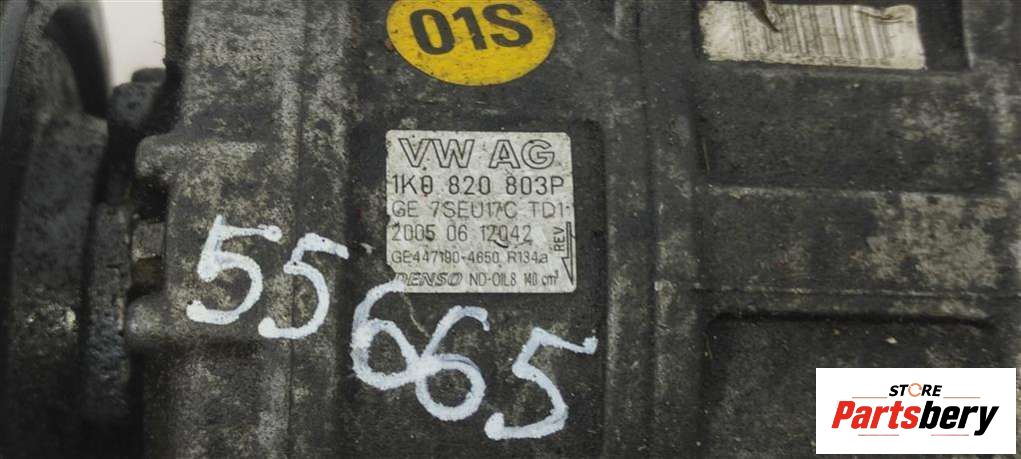 01S
VW AG
1K0 820 803P
GE 7SEU17C TD1
2005 06 12042
GE447190-4650 R134a
DENSO ND-OIL8 140 cm³
REV
55665
STORE
Partsbery